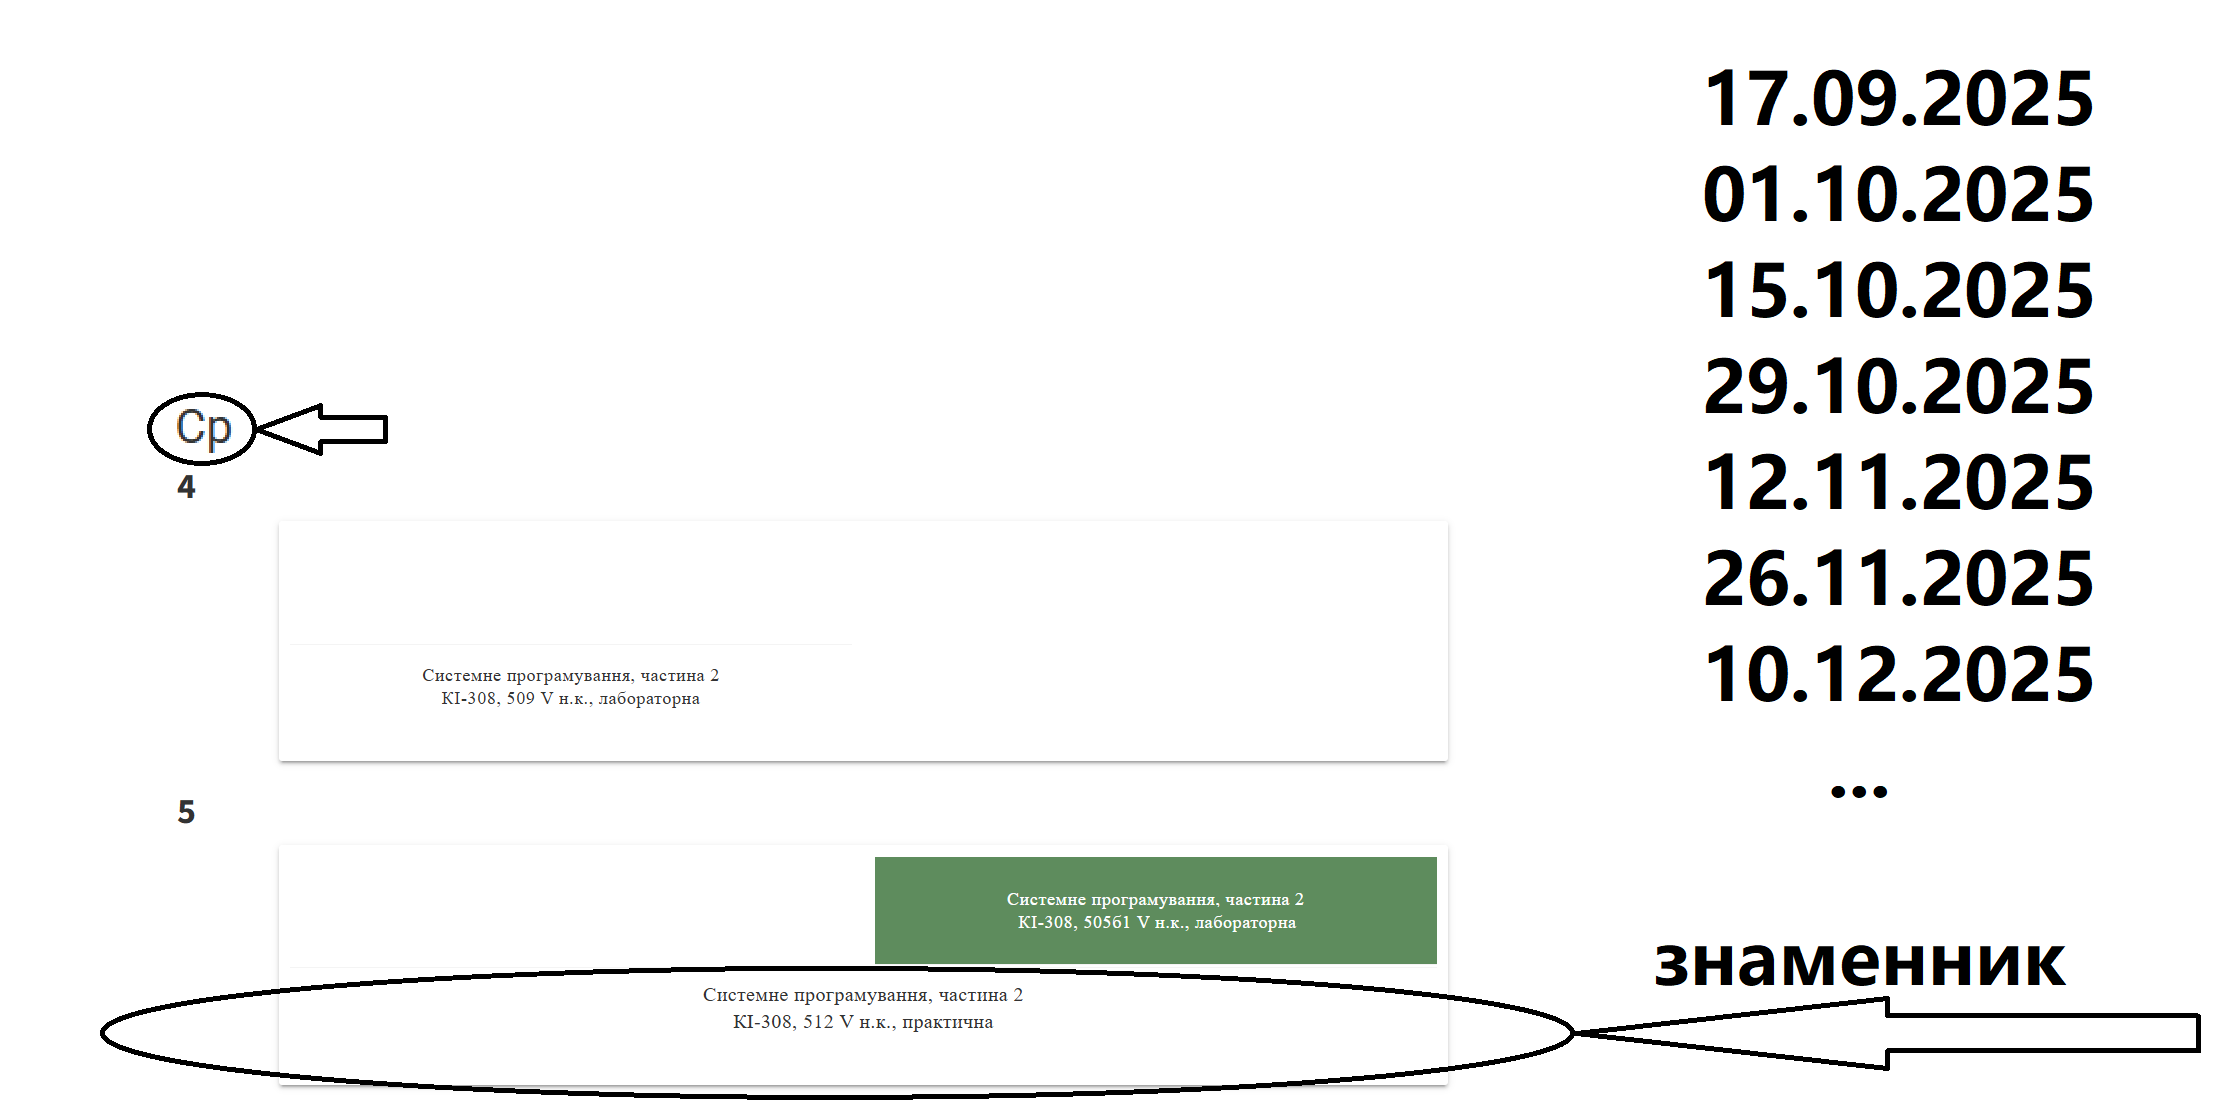 17.09.2025
01.10.2025
15.10.2025
29.10.2025
12.11.2025
26.11.2025
10.12.2025
...
Ср
4
Системне програмування, частина 2
КІ-308, 509 V н.к., лабораторна
5
Системне програмування, частина 2
КІ-308, 505б1 V н.к., лабораторна
знаменник
Системне програмування, частина 2
КІ-308, 512 V н.к., практична